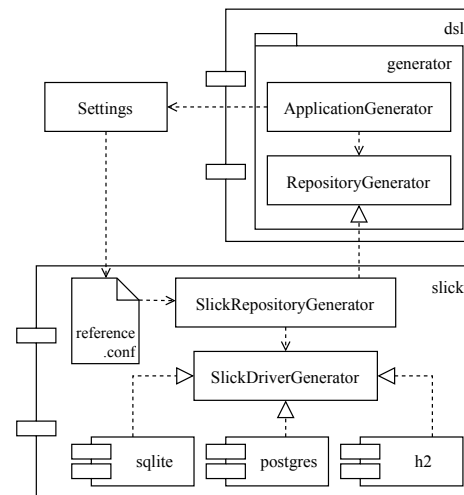 dsl
generator
Settings
ApplicationGenerator
RepositoryGenerator
slick
SlickRepositoryGenerator
reference
.conf
SlickDriverGenerator
sqlite
postgres
h2